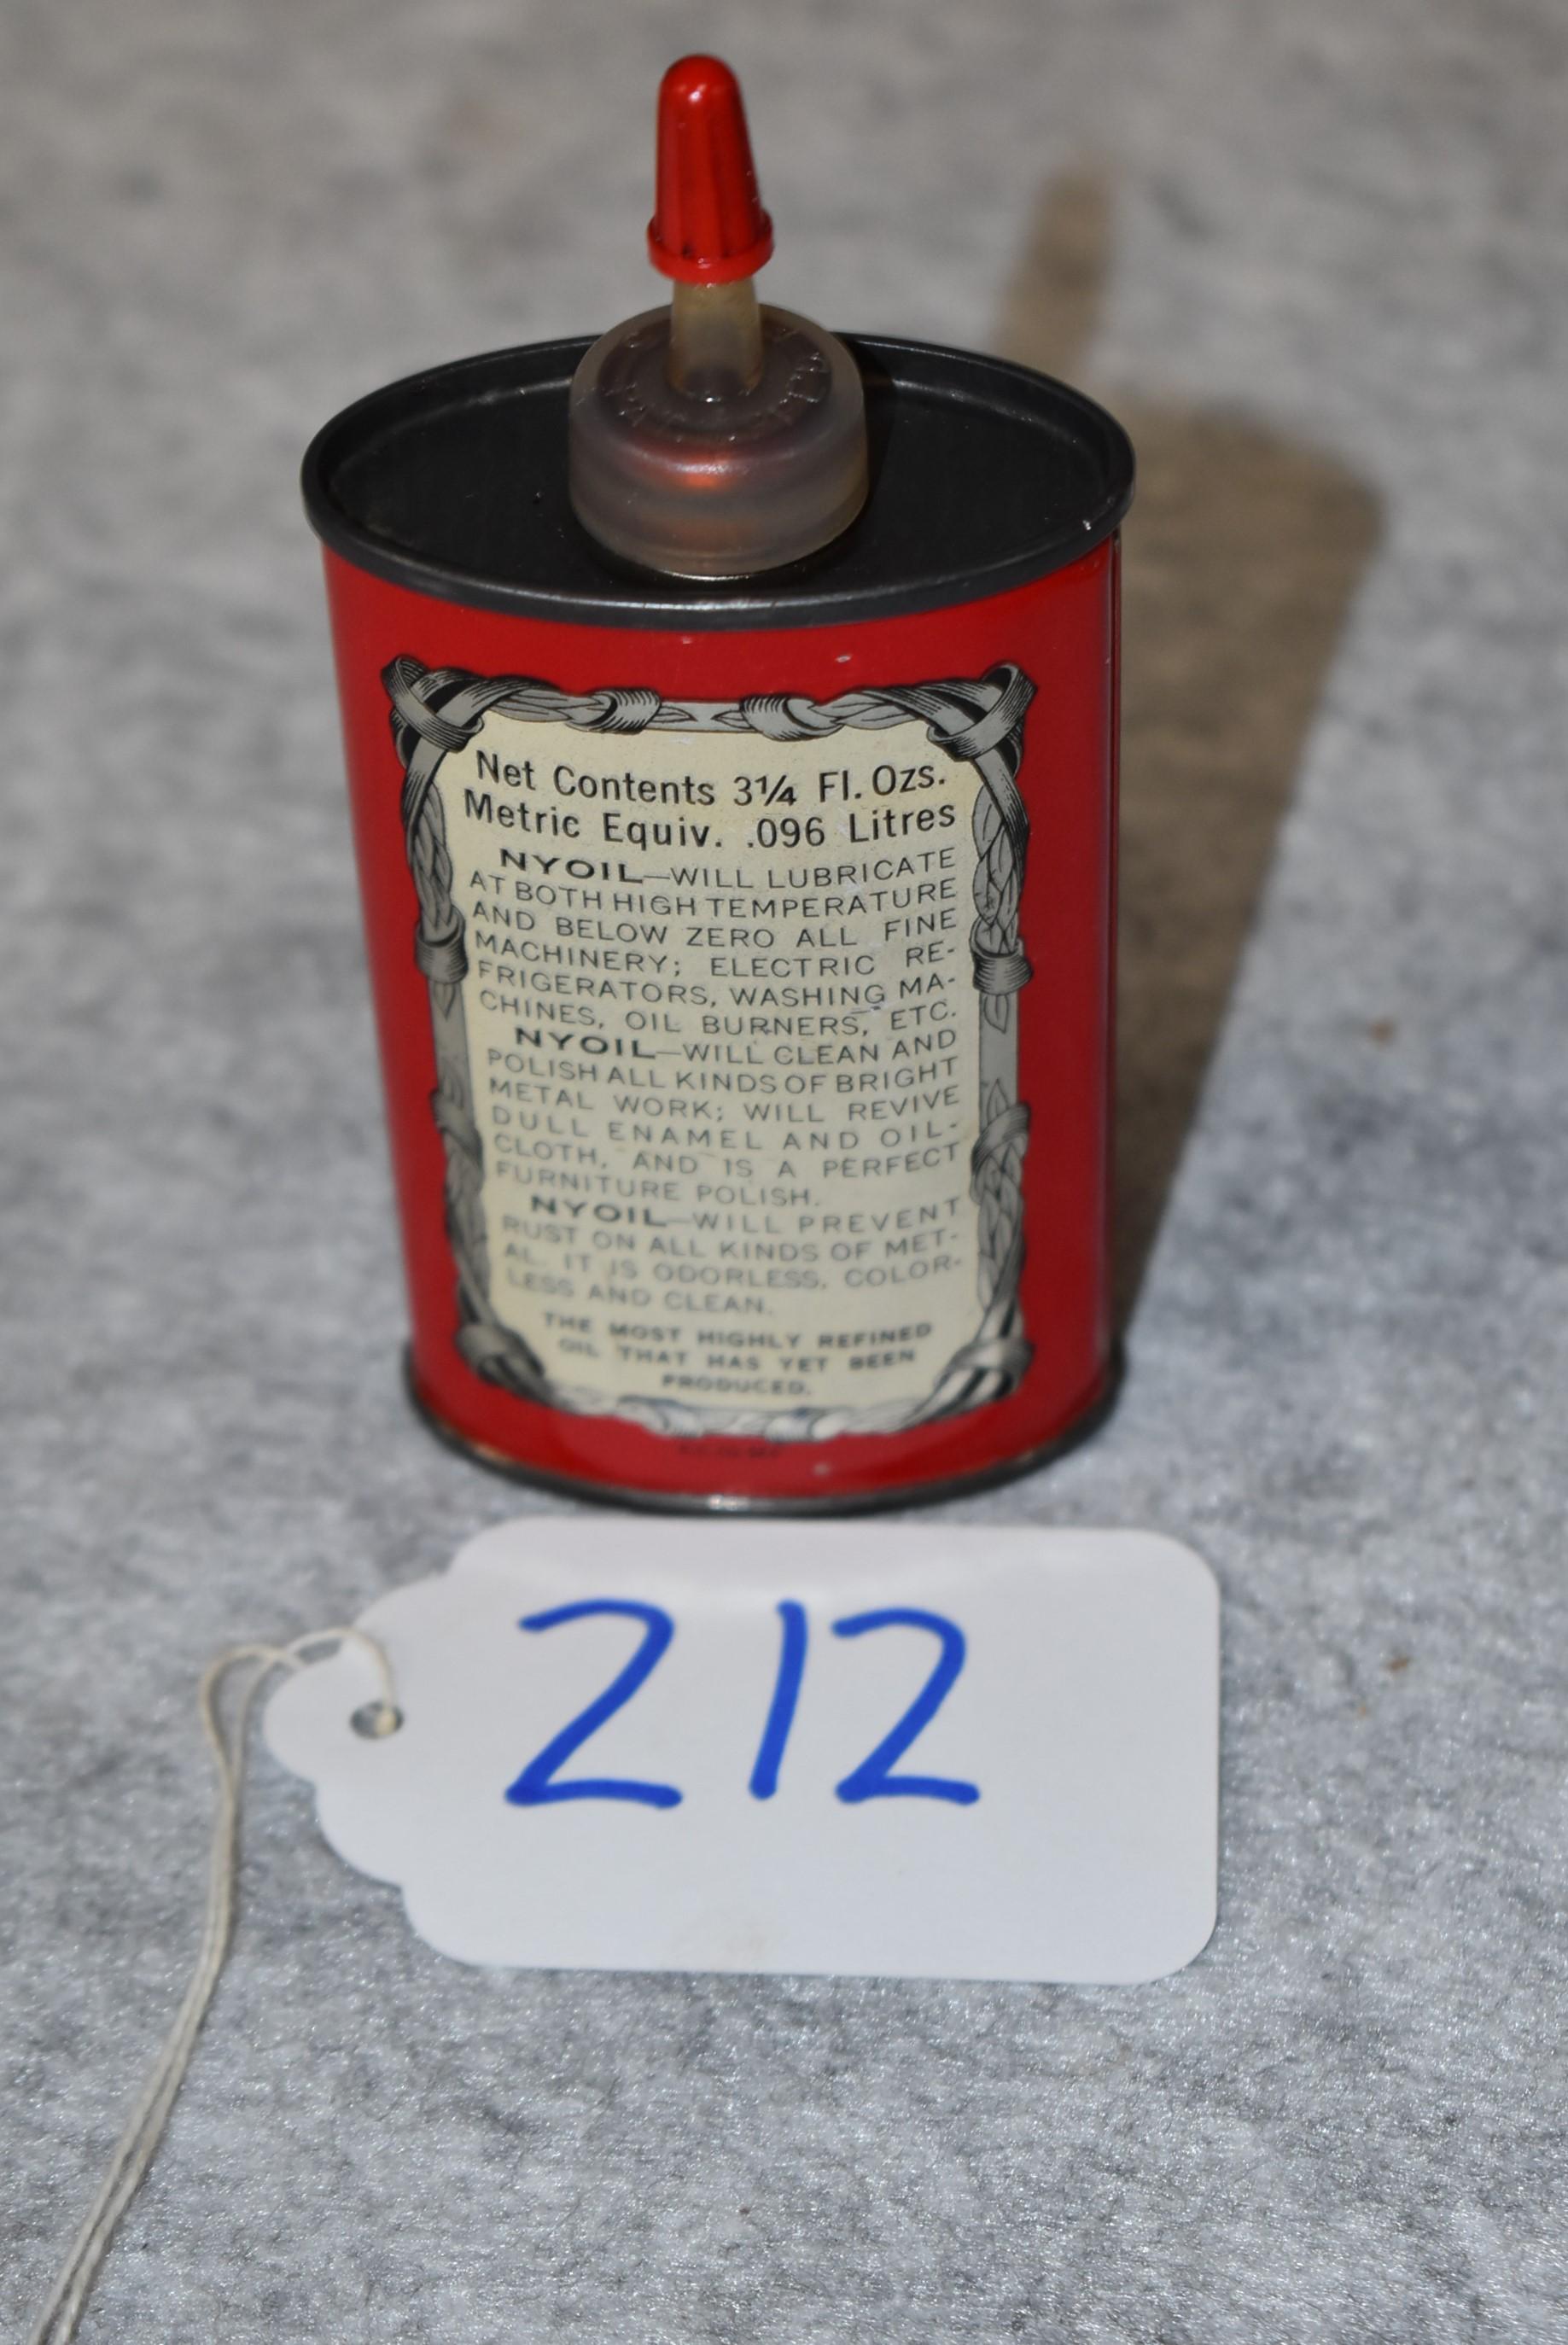 Net Contents 3¼ Fl. Ozs.
Metric Equiv. .096 Litres
NYOIL—WILL LUBRICATE
AT BOTH HIGH TEMPERATURE
AND BELOW ZERO ALL FINE
MACHINERY; ELECTRIC RE-
FRIGERATORS, WASHING MA-
CHINES, OIL BURNERS, ETC.
NYOIL—WILL CLEAN AND
POLISH ALL KINDS OF BRIGHT
METAL WORK; WILL REVIVE
DULL ENAMEL AND OIL-
CLOTH, AND IS A PERFECT
FURNITURE POLISH.
NYOIL—WILL PREVENT
RUST ON ALL KINDS OF MET-
AL. IT IS ODORLESS, COLOR-
LESS AND CLEAN.
THE MOST HIGHLY REFINED
OIL THAT HAS YET BEEN
PRODUCED.
212